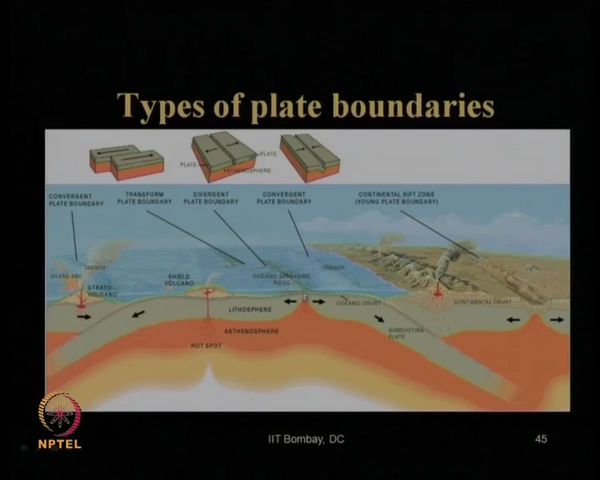 Types of plate boundaries
PLATE
PLATE
ASTHENOSPHERE
CONVERGENT
PLATE BOUNDARY
TRANSFORM
PLATE BOUNDARY
DIVERGENT
PLATE BOUNDARY
CONVERGENT
PLATE BOUNDARY
CONTINENTAL RIFT ZONE
(YOUNG PLATE BOUNDARY)
TRENCH
ISLAND ARC
STRATO-
VOLCANO
SHIELD
VOLCANO
OCEANIC SPREADING
RIDGE
TRENCH
LITHOSPHERE
ASTHENOSPHERE
HOT SPOT
OCEANIC CRUST
SUBDUCTING
PLATE
CONTINENTAL CRUST
NPTEL
IIT Bombay, DC
45